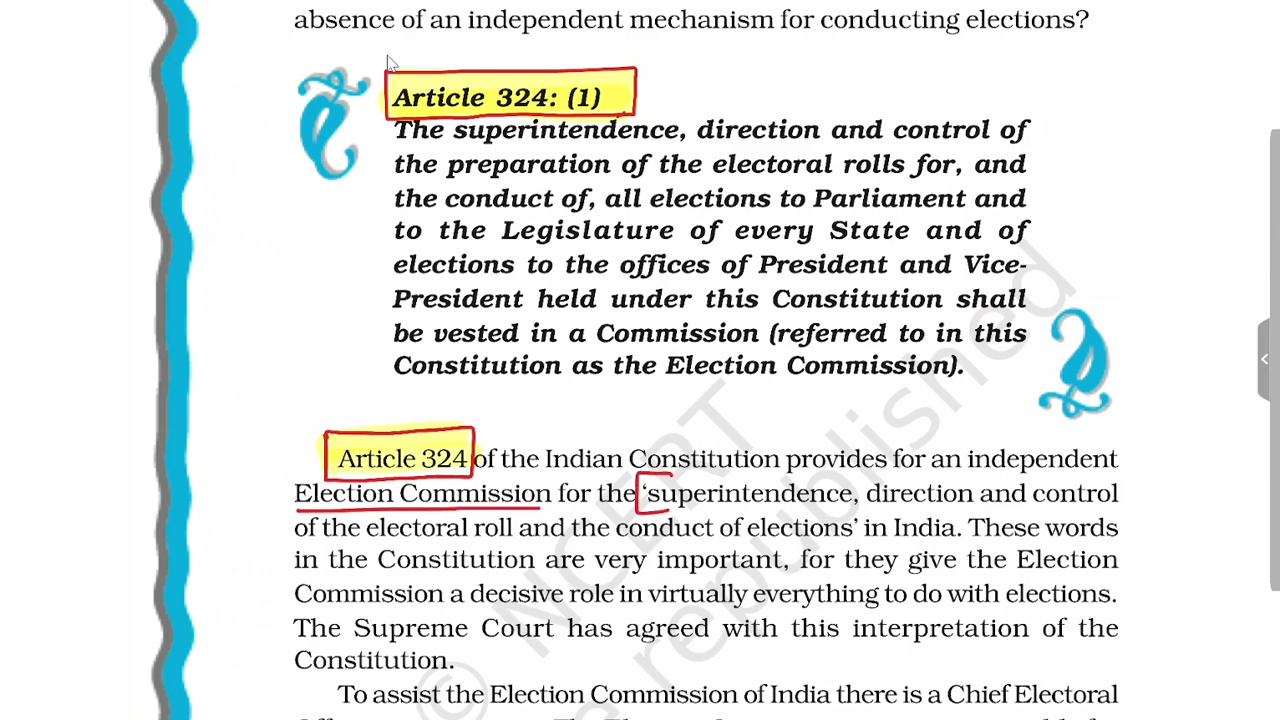 absence of an independent mechanism for conducting elections?
Article 324: (1)
The superintendence, direction and control of
the preparation of the electoral rolls for, and
the conduct of, all elections to Parliament and
to the Legislature of every State and of
elections to the offices of President and Vice-
President held under this Constitution shall
be vested in a Commission (referred to in this
Constitution as the Election Commission).
Article 324 of the Indian Constitution provides for an independent
Election Commission for the ‘superintendence, direction and control
of the electoral roll and the conduct of elections’ in India. These words
in the Constitution are very important, for they give the Election
Commission a decisive role in virtually everything to do with elections.
The Supreme Court has agreed with this interpretation of the
Constitution.
To assist the Election Commission of India there is a Chief Electoral
© NCERT
republished